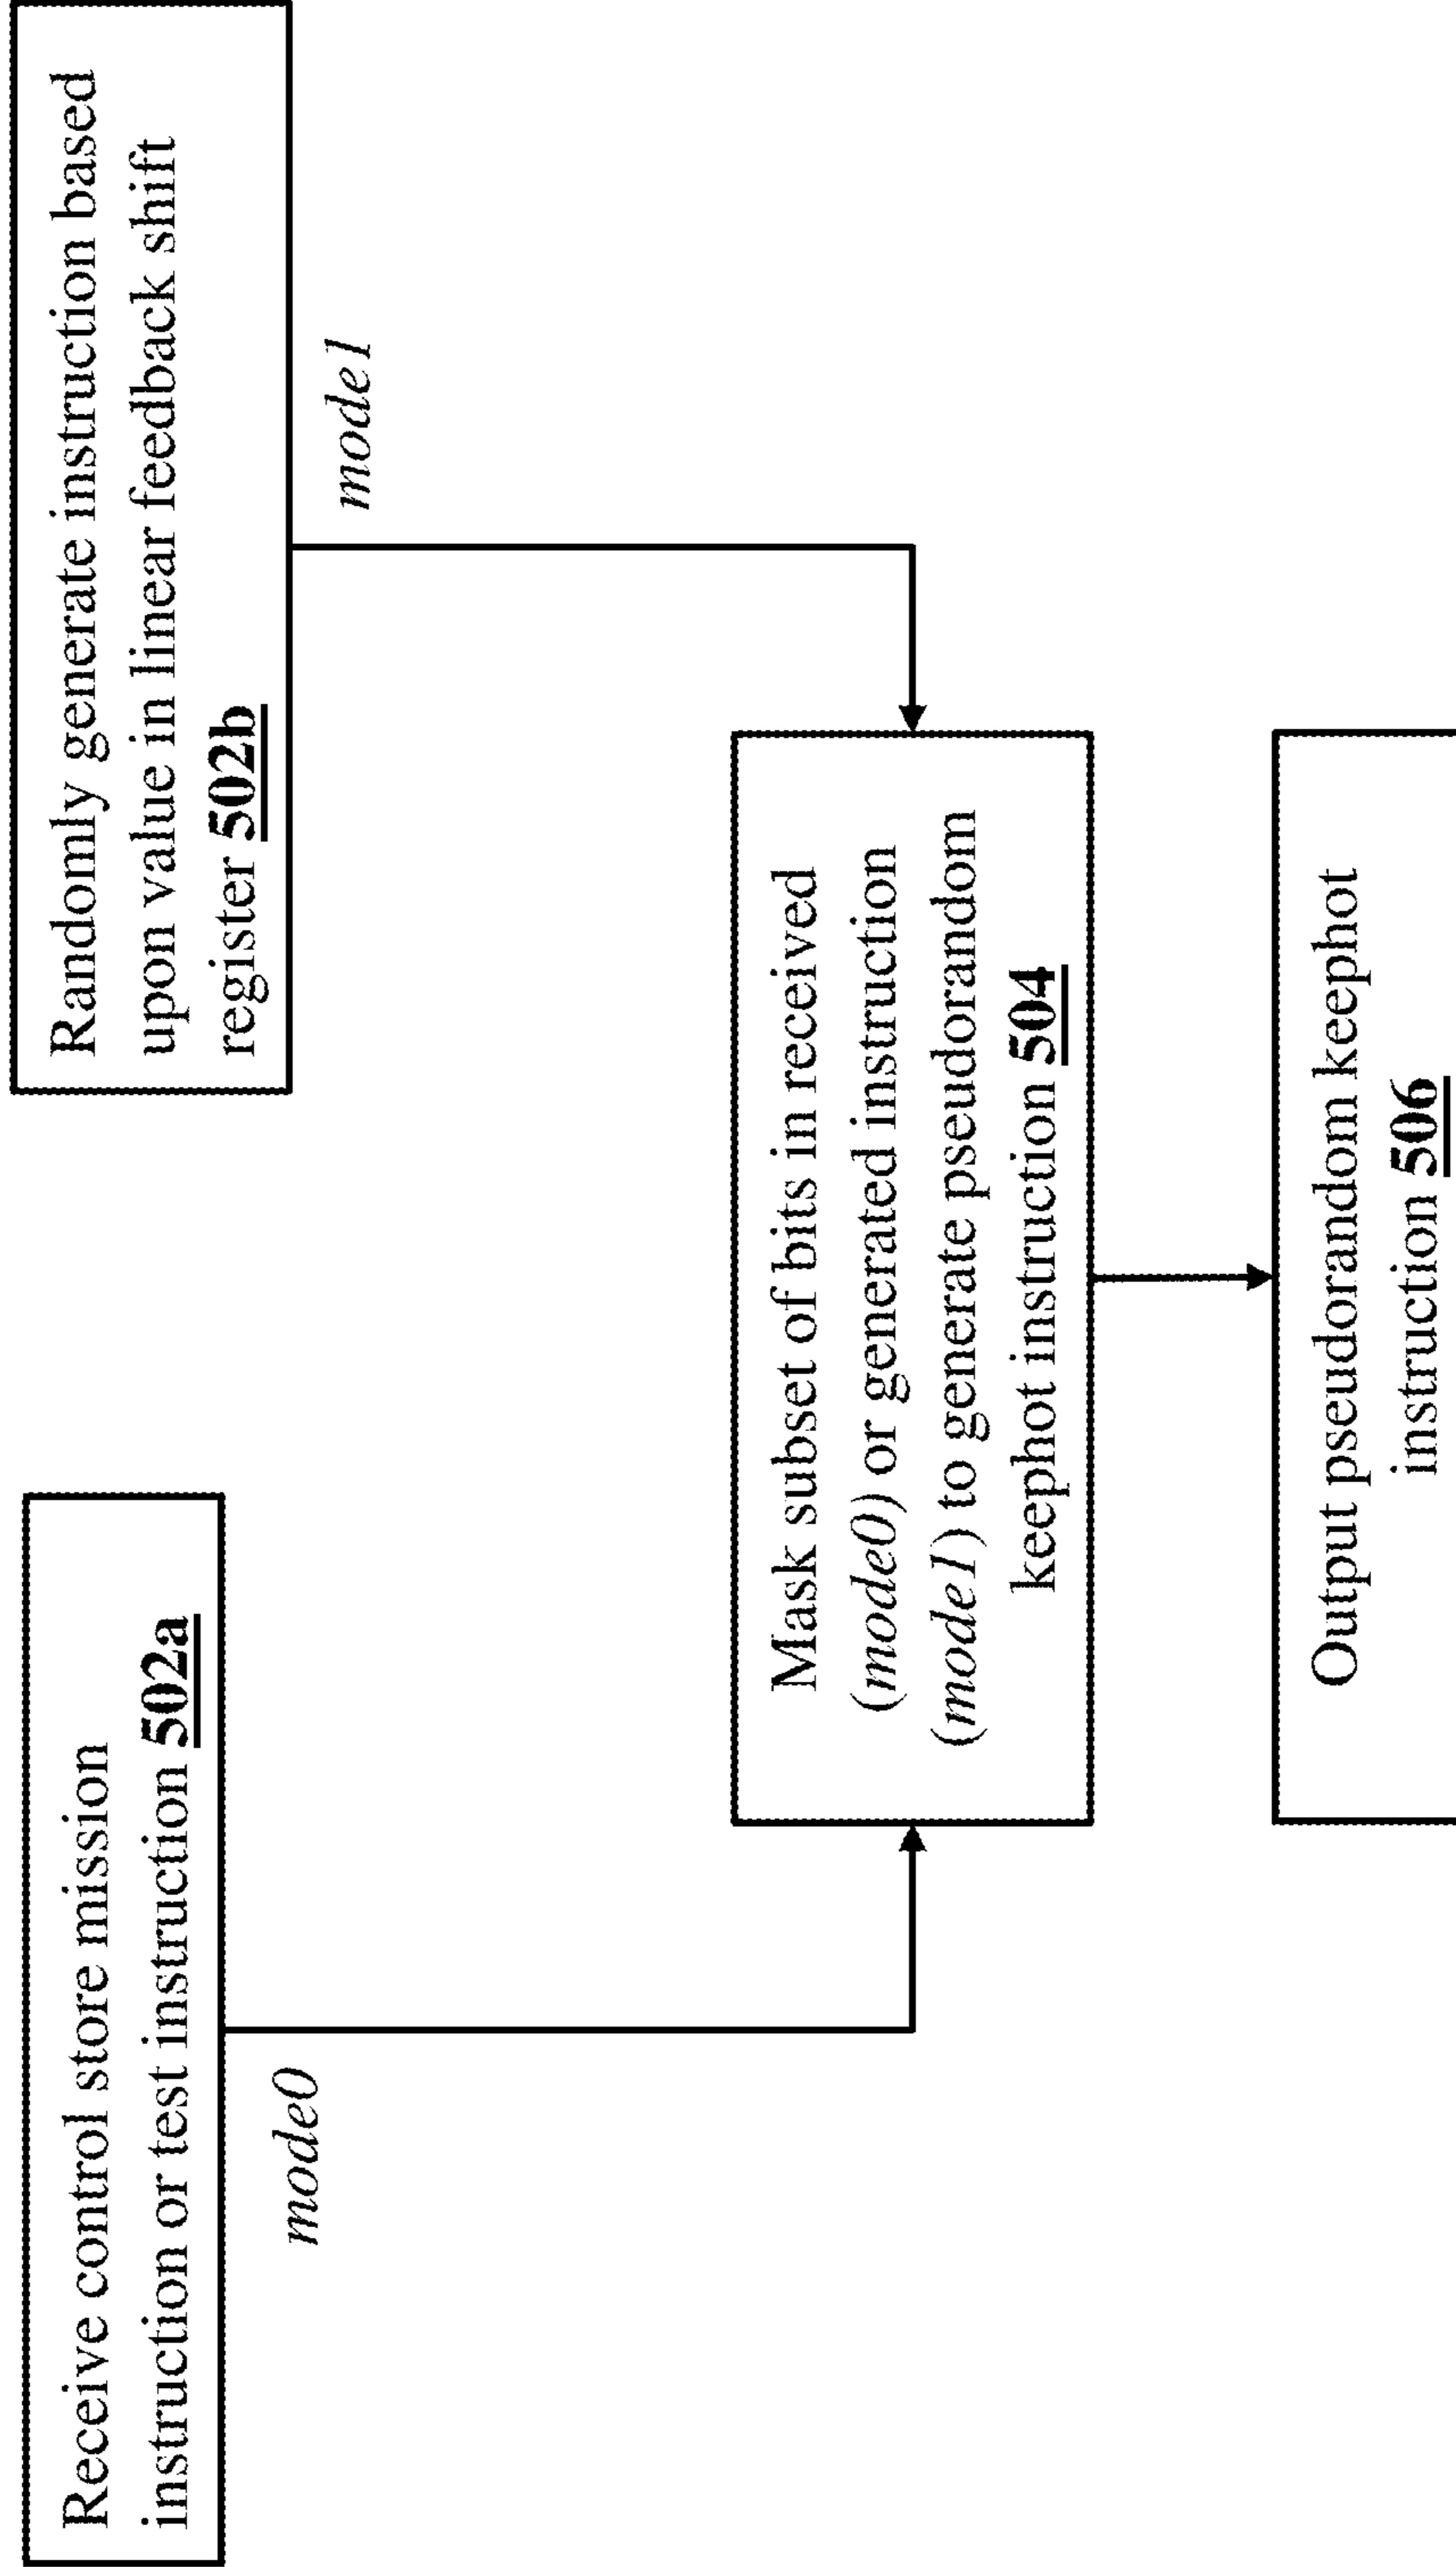 Receive control store mission
instruction or test instruction 502a
mode0
Randomly generate instruction based
upon value in linear feedback shift
register 502b
mode1
Mask subset of bits in received
(mode0) or generated instruction
(mode1) to generate pseudorandom
keephot instruction 504
Output pseudorandom keephot
instruction 506